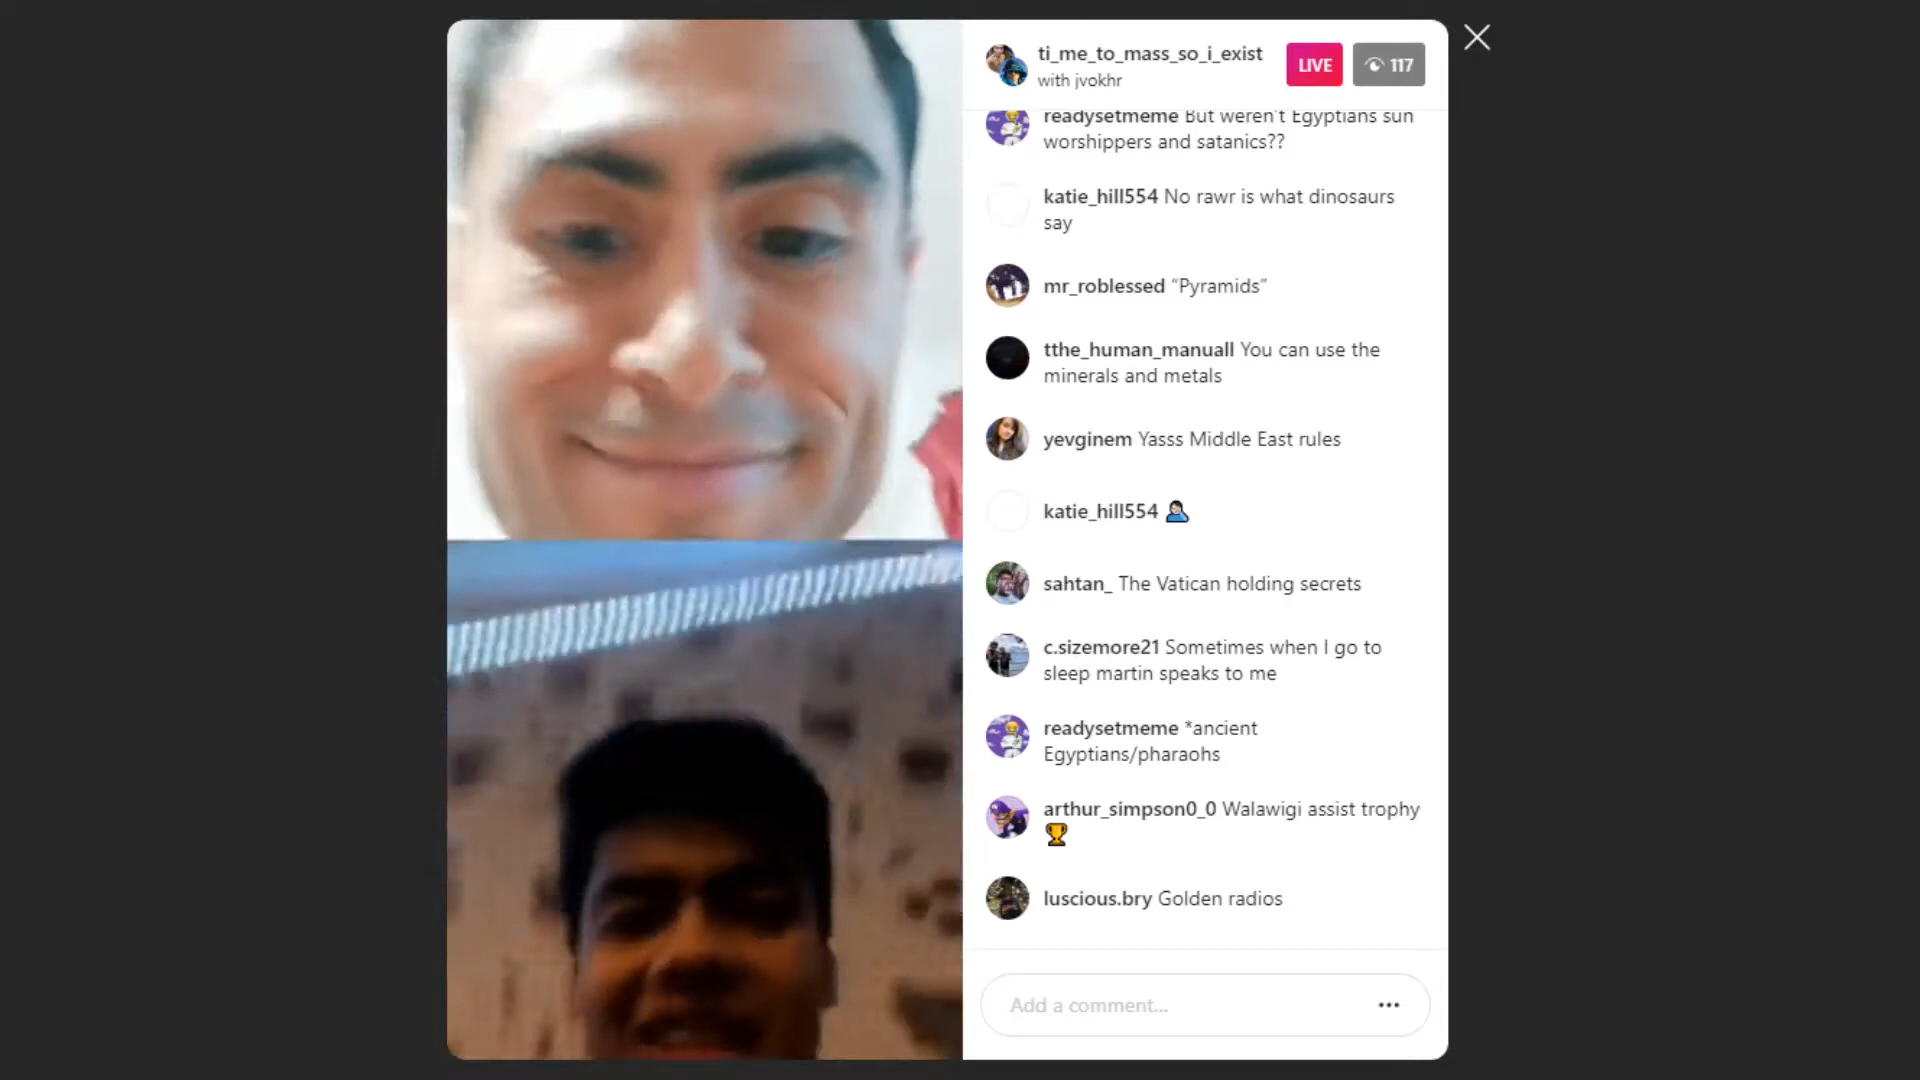 ti_me_to_mass_so_i_exist
with jvokhr
LIVE
117
readysetmeme But weren't Egyptians sun
worshippers and satanics??
katie_hill554 No rawr is what dinosaurs
say
mr_roblessed “Pyramids”
tthe_human_manuall You can use the
minerals and metals
yevginem Yasss Middle East rules
katie_hill554
sahtan_ The Vatican holding secrets
c.sizemore21 Sometimes when I go to
sleep martin speaks to me
readysetmeme *ancient
Egyptians/pharaohs
arthur_simpson0_0 Walawigi assist trophy
🏆
luscious.bry Golden radios
Add a comment...